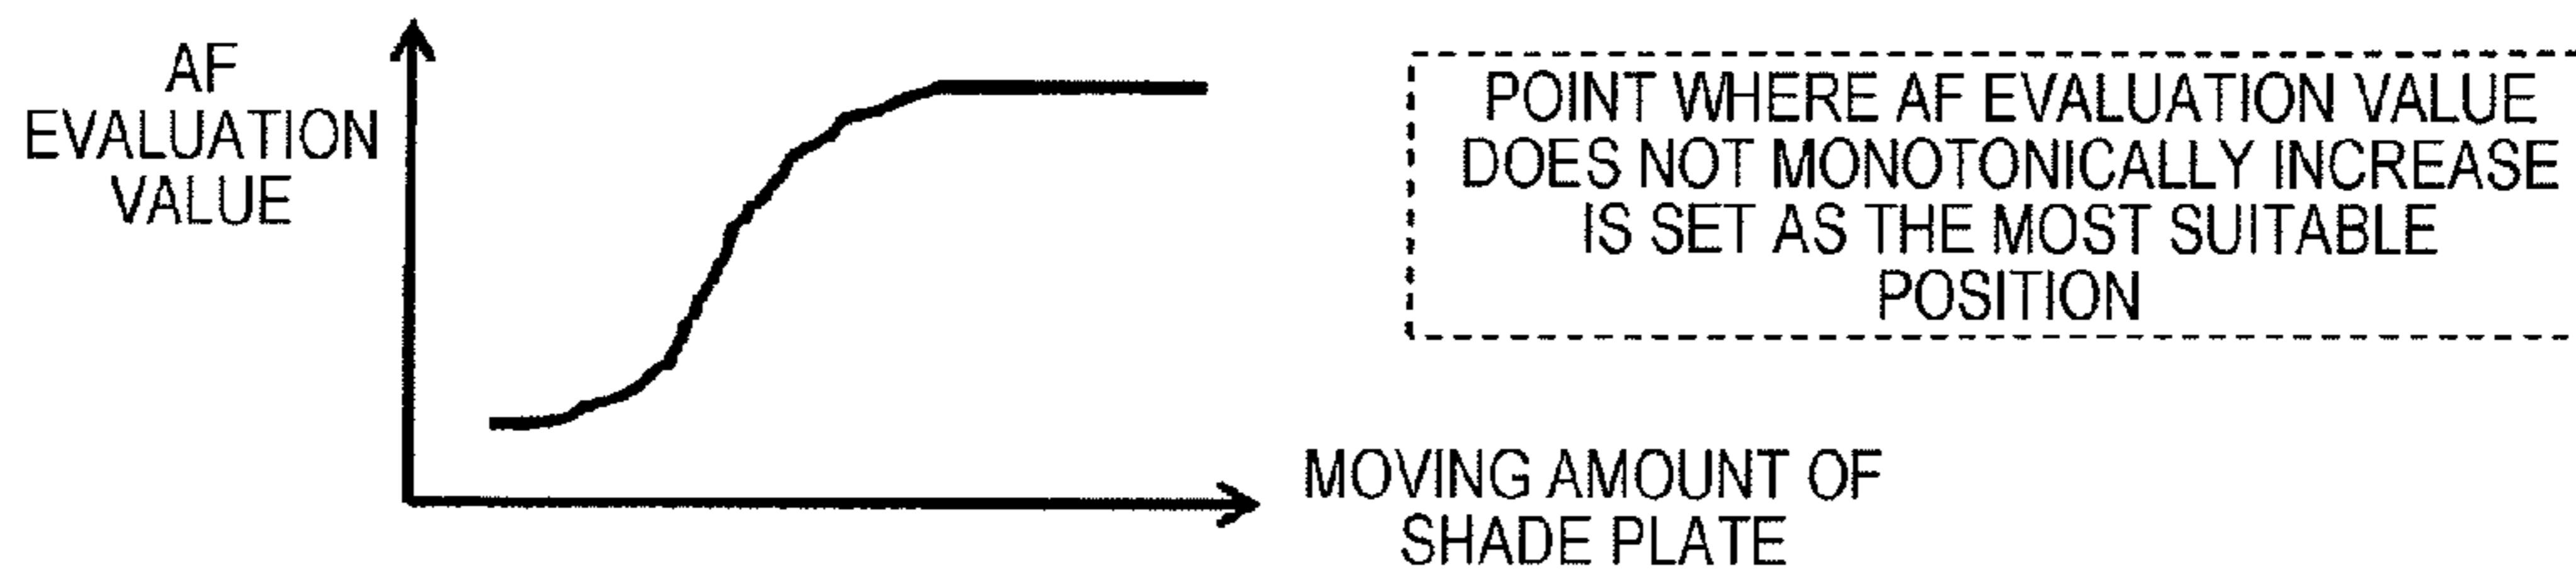 AF
EVALUATION
VALUE
POINT WHERE AF EVALUATION VALUE
DOES NOT MONOTONICALLY INCREASE
IS SET AS THE MOST SUITABLE
POSITION
MOVING AMOUNT OF
SHADE PLATE